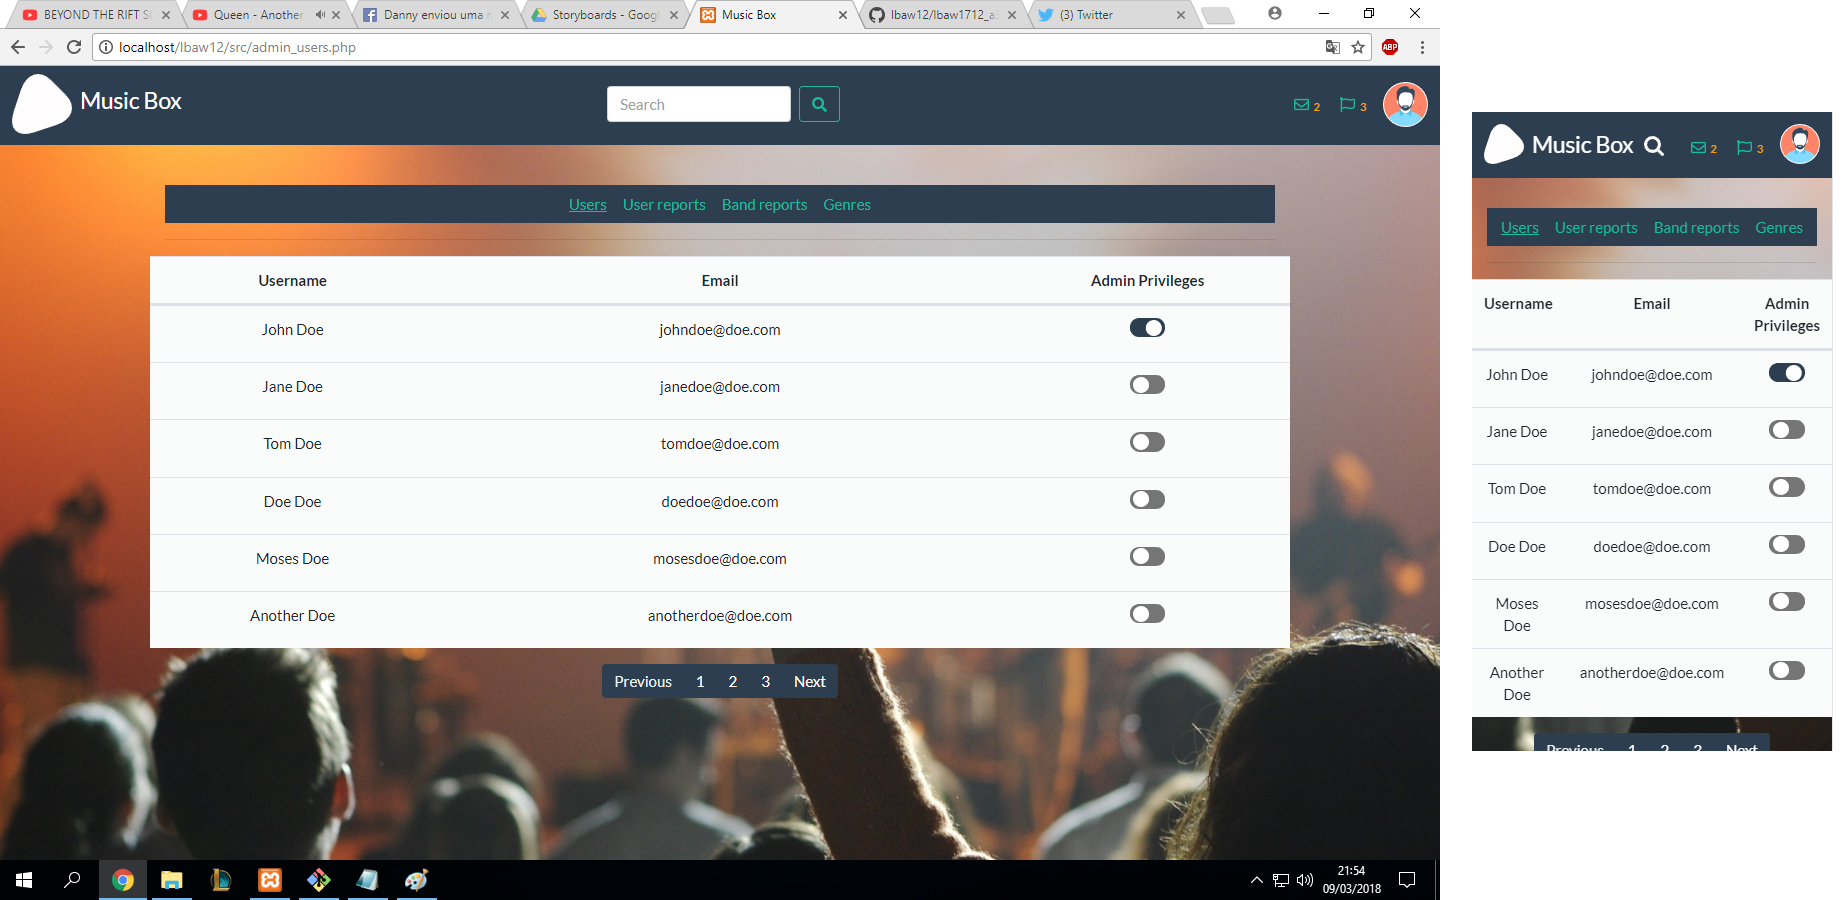 BEYOND THE RIFT
Queen - Another
Danny enviou uma
Storyboards - Goog
Music Box
lbaw12/lbaw1712_a
(3) Twitter
localhost/lbaw12/src/admin_users.php
ABP
Music Box
Search
2
3
Users User reports Band reports Genres
Username Email Admin Privileges
John Doe johndoe@doe.com
Jane Doe janedoe@doe.com
Tom Doe tomdoe@doe.com
Doe Doe doedoe@doe.com
Moses Doe mosesdoe@doe.com
Another Doe anotherdoe@doe.com
Previous 1 2 3 Next
21:54
09/03/2018
Music Box
2
3
Users User reports Band reports Genres
Username Email Admin
Privileges
John Doe johndoe@doe.com
Jane Doe janedoe@doe.com
Tom Doe tomdoe@doe.com
Doe Doe doedoe@doe.com
Moses mosesdoe@doe.com
Doe
Another anotherdoe@doe.com
Doe
Previous 1 2 3 Next